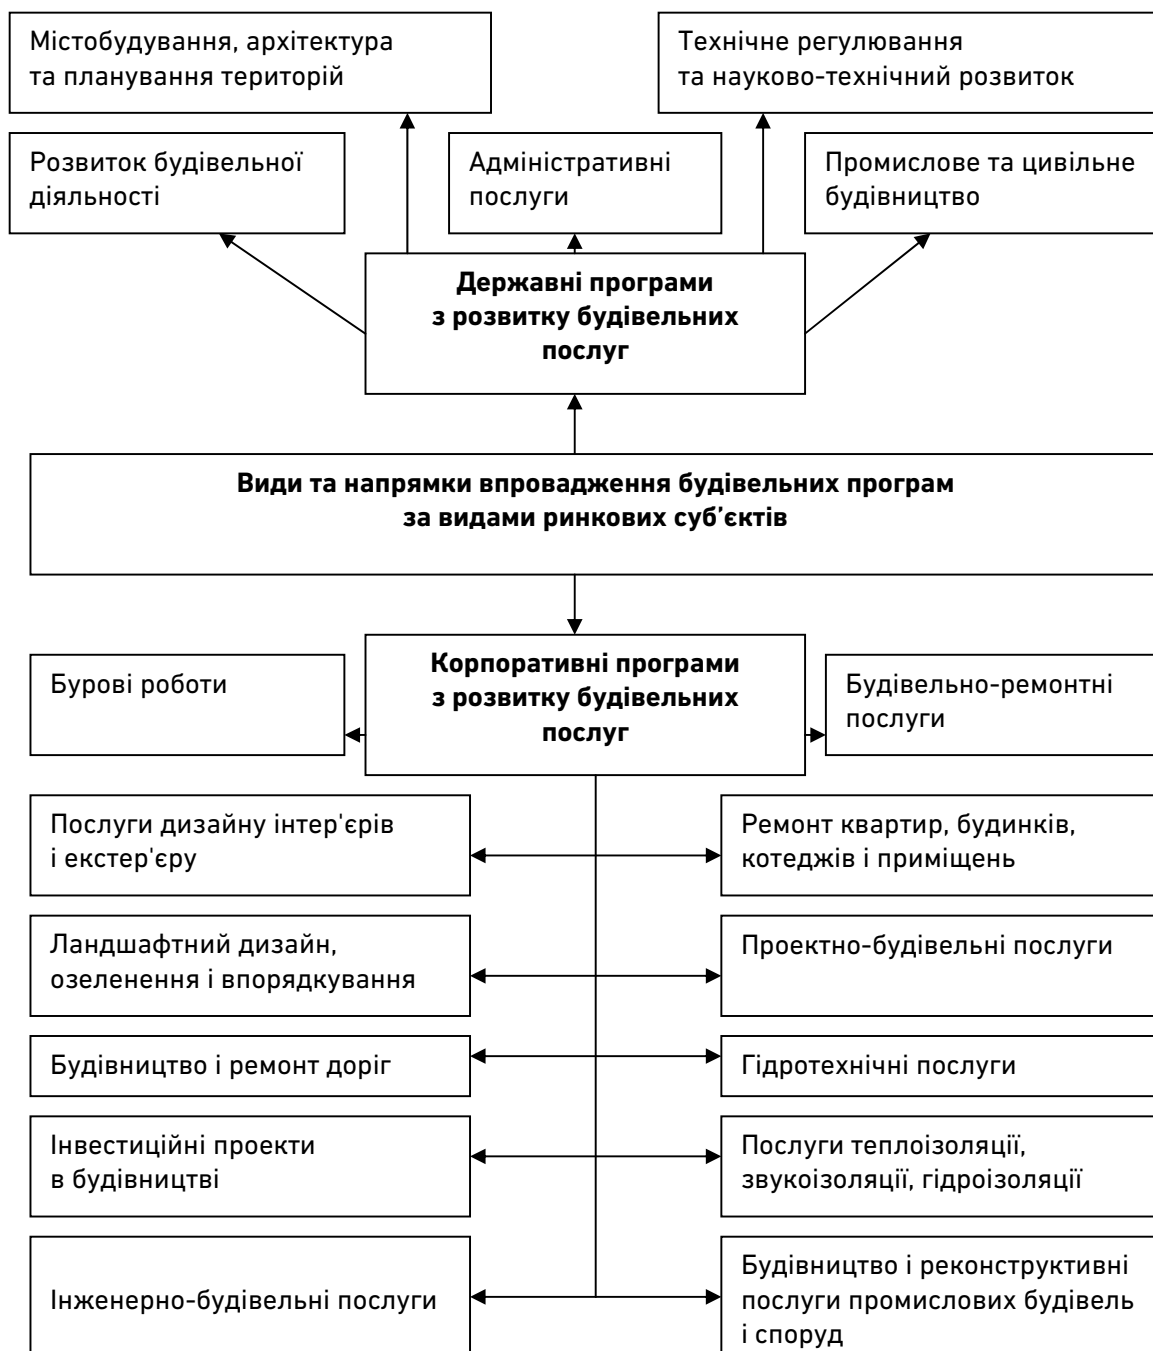 Містобудування, архітектура
та планування територій
Технічне регулювання
та науково-технічний розвиток
Розвиток будівельної
діяльності
Адміністративні
послуги
Промислове та цивільне
будівництво
Державні програми
з розвитку будівельних
послуг
Види та напрямки впровадження будівельних програм
за видами ринкових суб’єктів
Корпоративні програми
з розвитку будівельних
послуг
Бурові роботи
Будівельно-ремонтні
послуги
Послуги дизайну інтер'єрів
і екстер'єру
Ремонт квартир, будинків,
котеджів і приміщень
Ландшафтний дизайн,
озеленення і впорядкування
Проектно-будівельні послуги
Будівництво і ремонт доріг
Гідротехнічні послуги
Інвестиційні проекти
в будівництві
Послуги теплоізоляції,
звукоізоляції, гідроізоляції
Інженерно-будівельні послуги
Будівництво і реконструктивні
послуги промислових будівель
і споруд